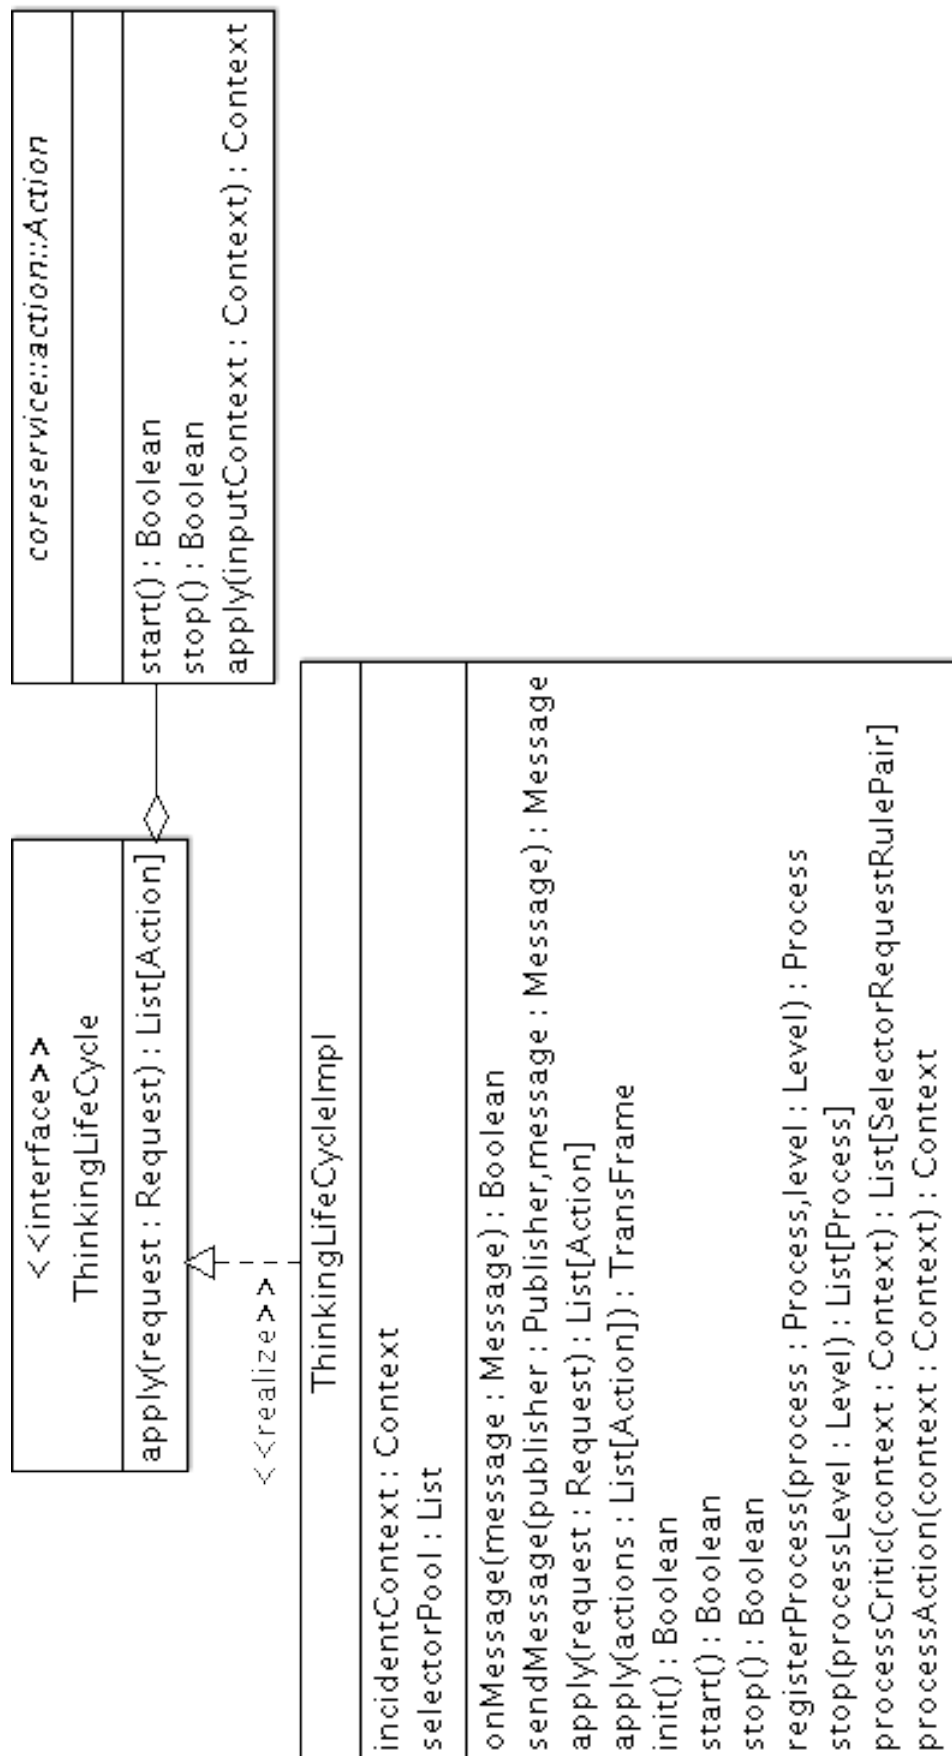 <<interface>>
ThinkingLifeCycle
apply(request : Request) : List[Action]
coreservice::action::Action
start() : Boolean
stop() : Boolean
apply(inputContext : Context) : Context
<<realize>>
ThinkingLifeCycleImpl
incidentContext : Context
selectorPool : List
onMessage(message : Message) : Boolean
sendMessage(publisher : Publisher,message : Message) : Message
apply(request : Request) : List[Action]
apply(actions : List[Action]) : TransFrame
init() : Boolean
start() : Boolean
stop() : Boolean
registerProcess(process : Process,level : Level) : Process
stop(processLevel : Level) : List[Process]
processCritic(context : Context) : List[SelectorRequestRulePair]
processAction(context : Context) : Context